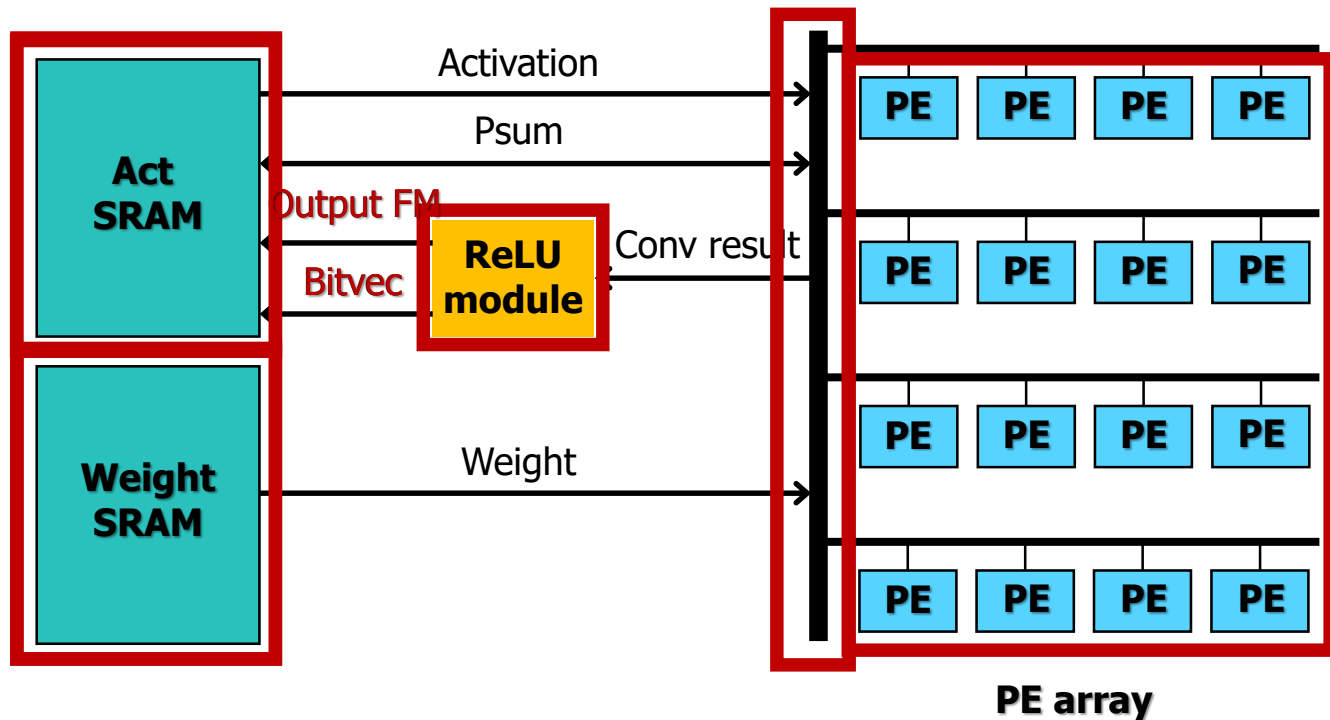 Activation
Psum
Act
SRAM
Output FM
Bitvec
ReLU
module
Conv result
Weight
SRAM
Weight
PE PE PE PE
PE PE PE PE
PE PE PE PE
PE PE PE PE
PE array